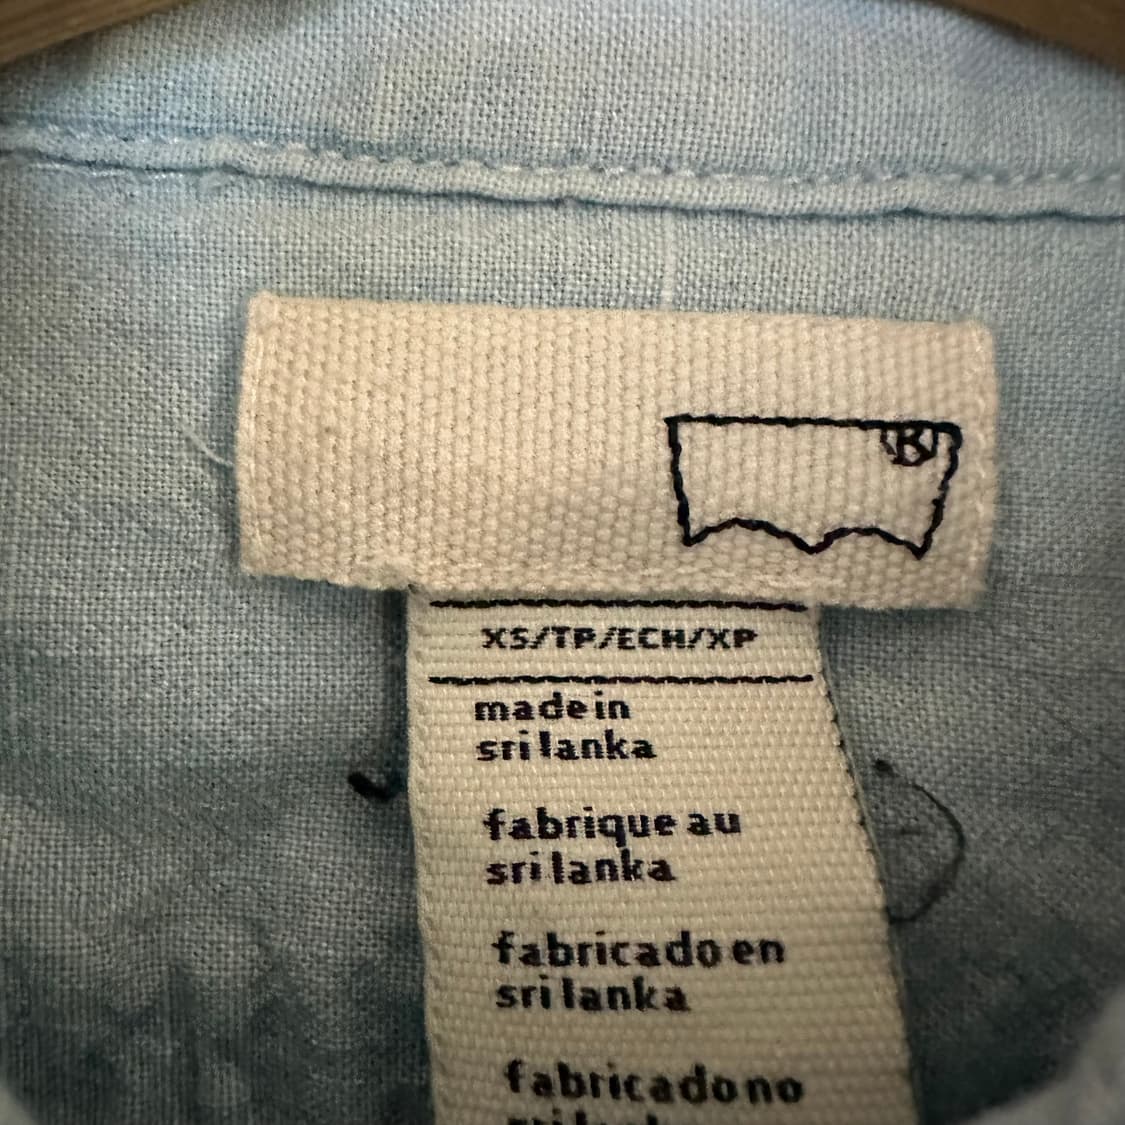 ®
XS/TP/ECH/XP
made in
sri lanka
fabrique au
sri lanka
fabricado en
sri lanka
fabricado no